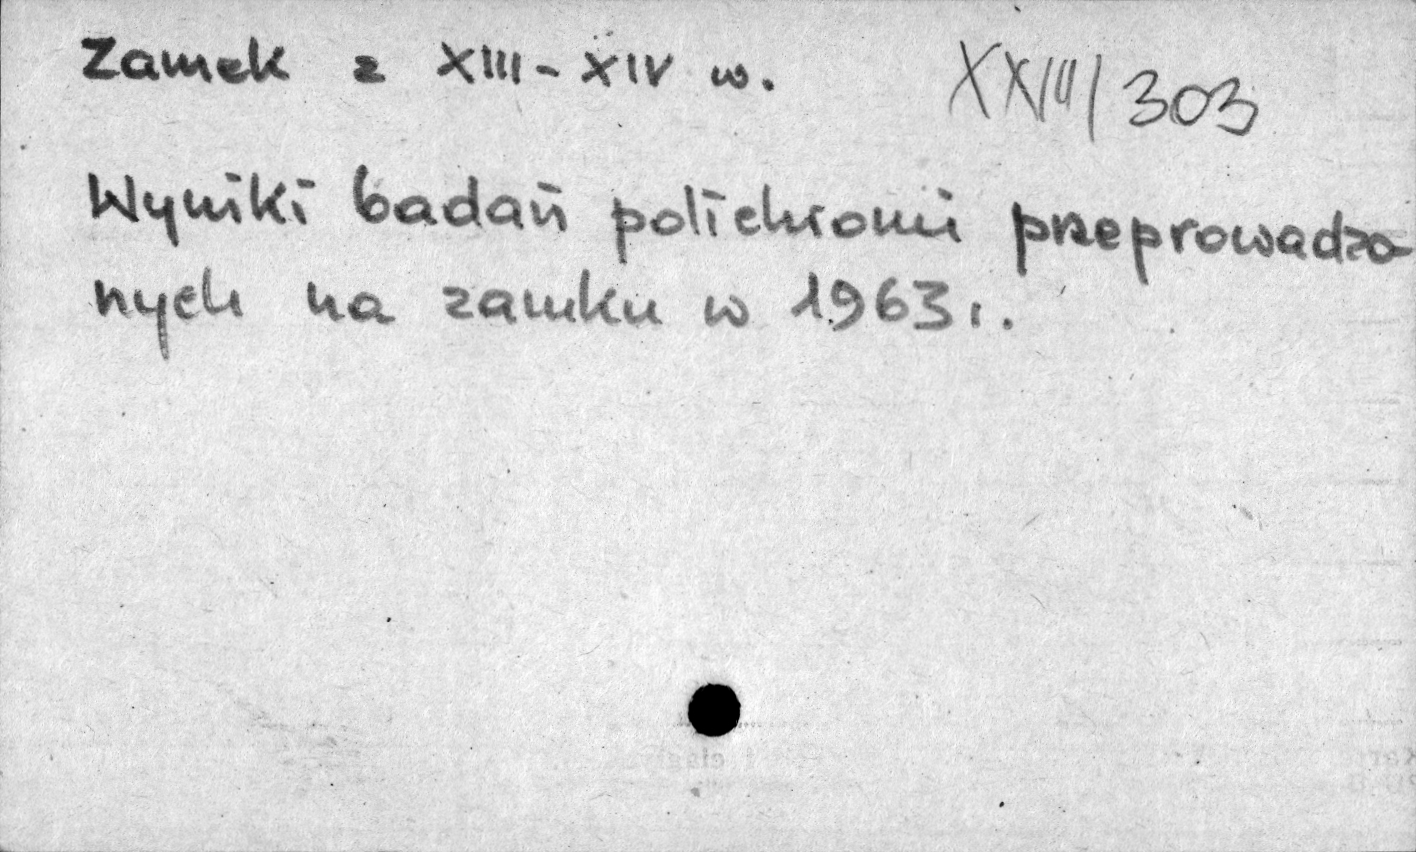 Zamek z XIII-XIV w. XXIII/303
Wyniki badań polichromii przeprowadzo-
nych na zamku w 1963 r.